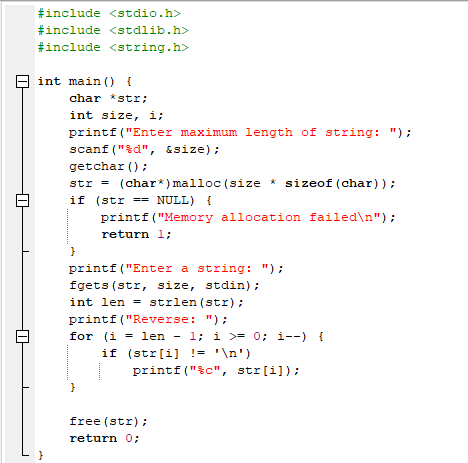 #include <stdio.h>
#include <stdlib.h>
#include <string.h>

int main() {
    char *str;
    int size, i;
    printf("Enter maximum length of string: ");
    scanf("%d", &size);
    getchar();
    str = (char*)malloc(size * sizeof(char));
    if (str == NULL) {
        printf("Memory allocation failed\n");
        return 1;
    }
    printf("Enter a string: ");
    fgets(str, size, stdin);
    int len = strlen(str);
    printf("Reverse: ");
    for (i = len - 1; i >= 0; i--) {
        if (str[i] != '\n')
            printf("%c", str[i]);
    }

    free(str);
    return 0;
}